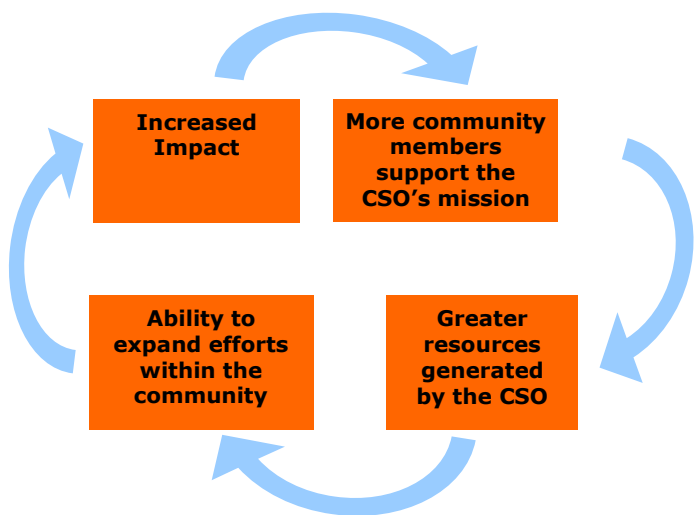 Increased
Impact
More community
members
support the
CSO’s mission
Ability to
expand efforts
within the
community
Greater
resources
generated
by the CSO